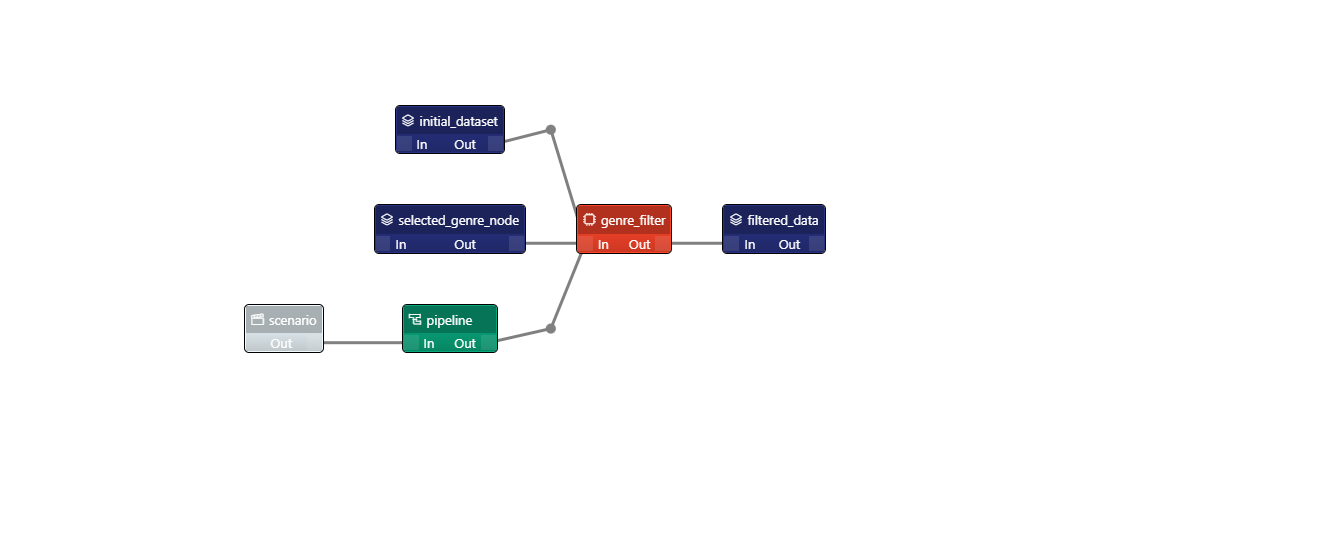 initial_dataset
In Out
selected_genre_node
In Out
genre_filter
In Out
filtered_data
In Out
scenario
Out
pipeline
In Out